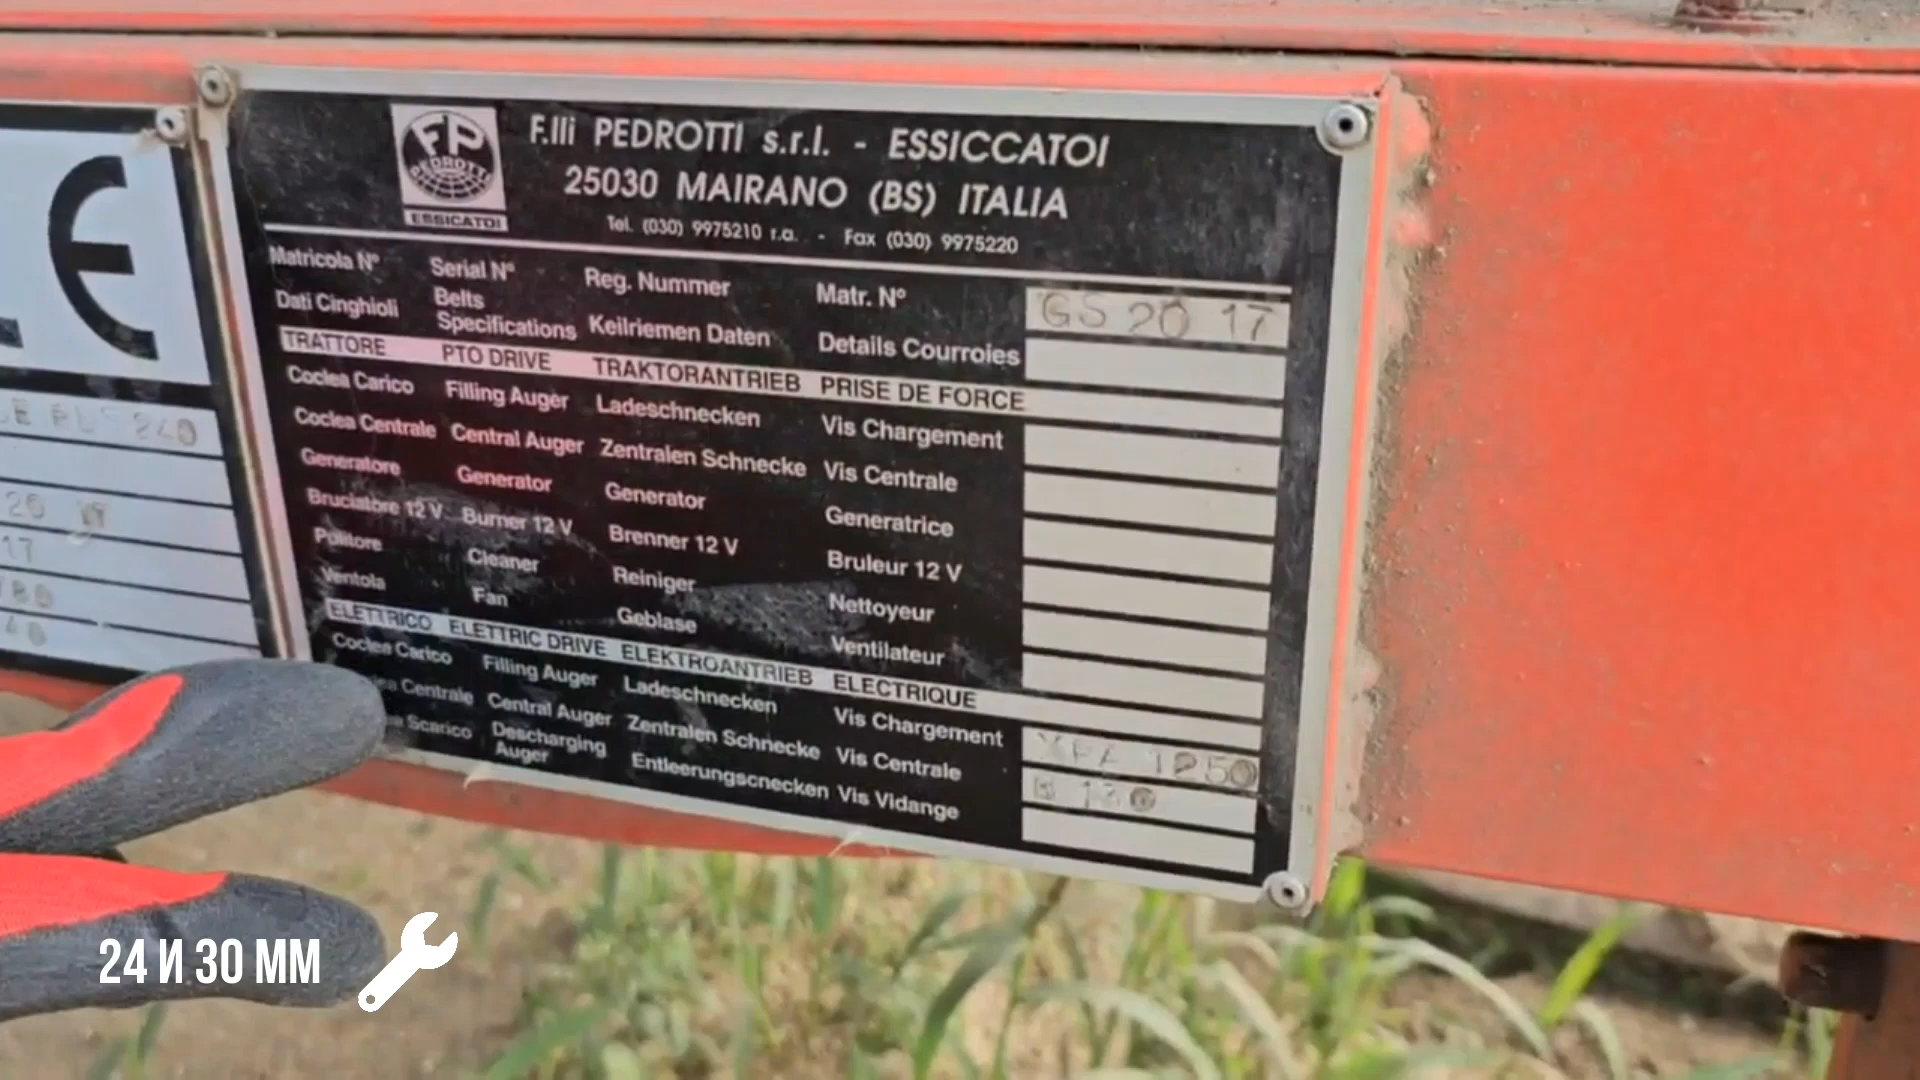 FP
PEDROTTI
ESSICATOI
F.lli PEDROTTI s.r.l. - ESSICCATOI
25030 MAIRANO (BS) ITALIA
Tel. (030) 9975210 r.a. - Fax (030) 9975220
Matricola N° Serial N° Reg. Nummer Matr. N° GS 20 17
Dati Cinghioli Belts Specifications Keilriemen Daten Details Courroies
TRATTORE PTO DRIVE TRAKTORANTRIEB PRISE DE FORCE
Coclea Carico Filling Auger Ladeschnecken Vis Chargement
Coclea Centrale Central Auger Zentralen Schnecke Vis Centrale
Generatore Generator Generator Generatrice
Bruciatore 12 V Burner 12 V Brenner 12 V Bruleur 12 V
Pulitore Cleaner Reiniger Nettoyeur
Ventola Fan Geblase Ventilateur
ELETTRICO ELETTRIC DRIVE ELEKTROANTRIEB ELECTRIQUE
Coclea Carico Filling Auger Ladeschnecken Vis Chargement
Centrale Central Auger Zentralen Schnecke Vis Centrale
Scarico Descharging Auger Entleerungscnecken Vis Vidange
CE
240
20
17
24 И 30 ММ